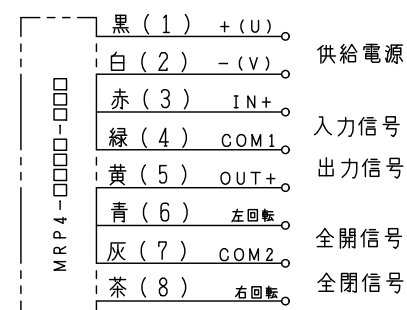 MRP4-□□□□-□□□
黒(1) +(U)
供給電源
白(2) -(V)
赤(3) IN+
入力信号
緑(4) COM1
出力信号
黄(5) OUT+
青(6) 左回転
全開信号
灰(7) COM2
全閉信号
茶(8) 右回転